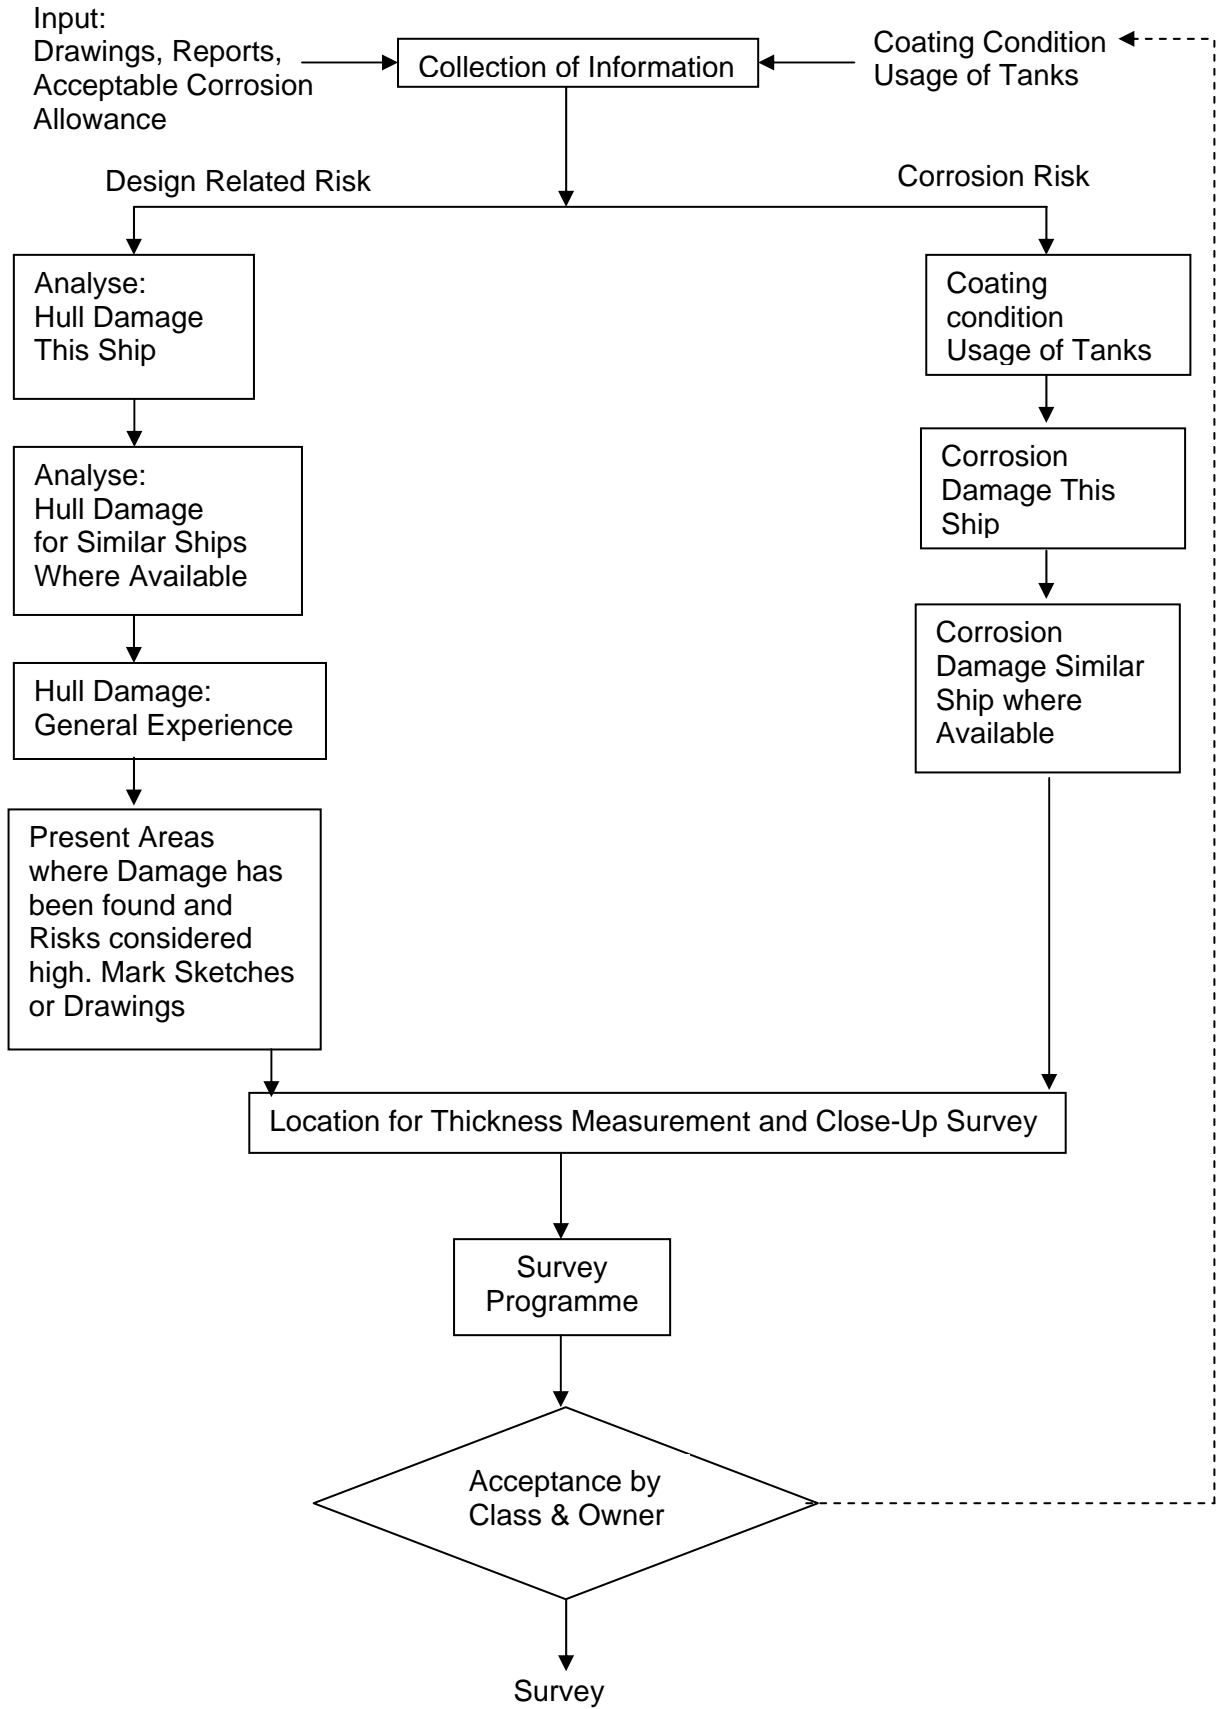 Input:
Drawings, Reports,
Acceptable Corrosion
Allowance
Collection of Information
Coating Condition
Usage of Tanks
Design Related Risk
Corrosion Risk
Analyse:
Hull Damage
This Ship
Analyse:
Hull Damage
for Similar Ships
Where Available
Hull Damage:
General Experience
Present Areas
where Damage has
been found and
Risks considered
high. Mark Sketches
or Drawings
Coating
condition
Usage of Tanks
Corrosion
Damage This
Ship
Corrosion
Damage Similar
Ship where
Available
Location for Thickness Measurement and Close-Up Survey
Survey
Programme
Acceptance by
Class & Owner
Survey